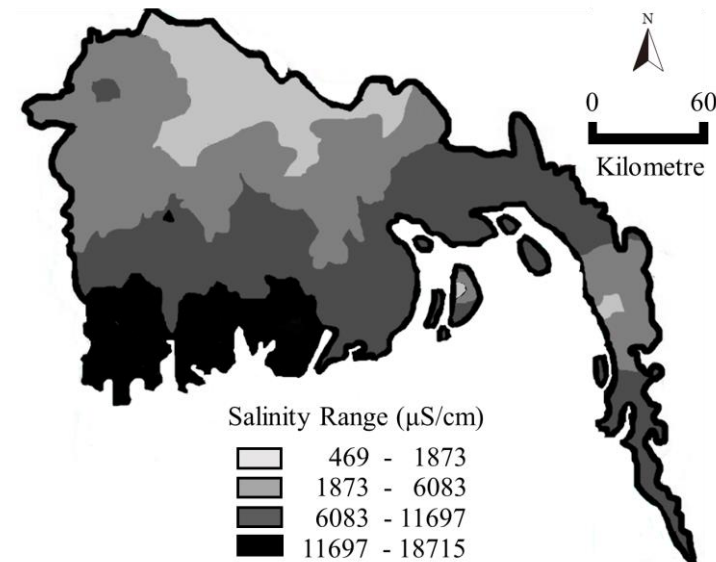 N
0 60
Kilometre
Salinity Range (µS/cm)
469 - 1873
1873 - 6083
6083 - 11697
11697 - 18715